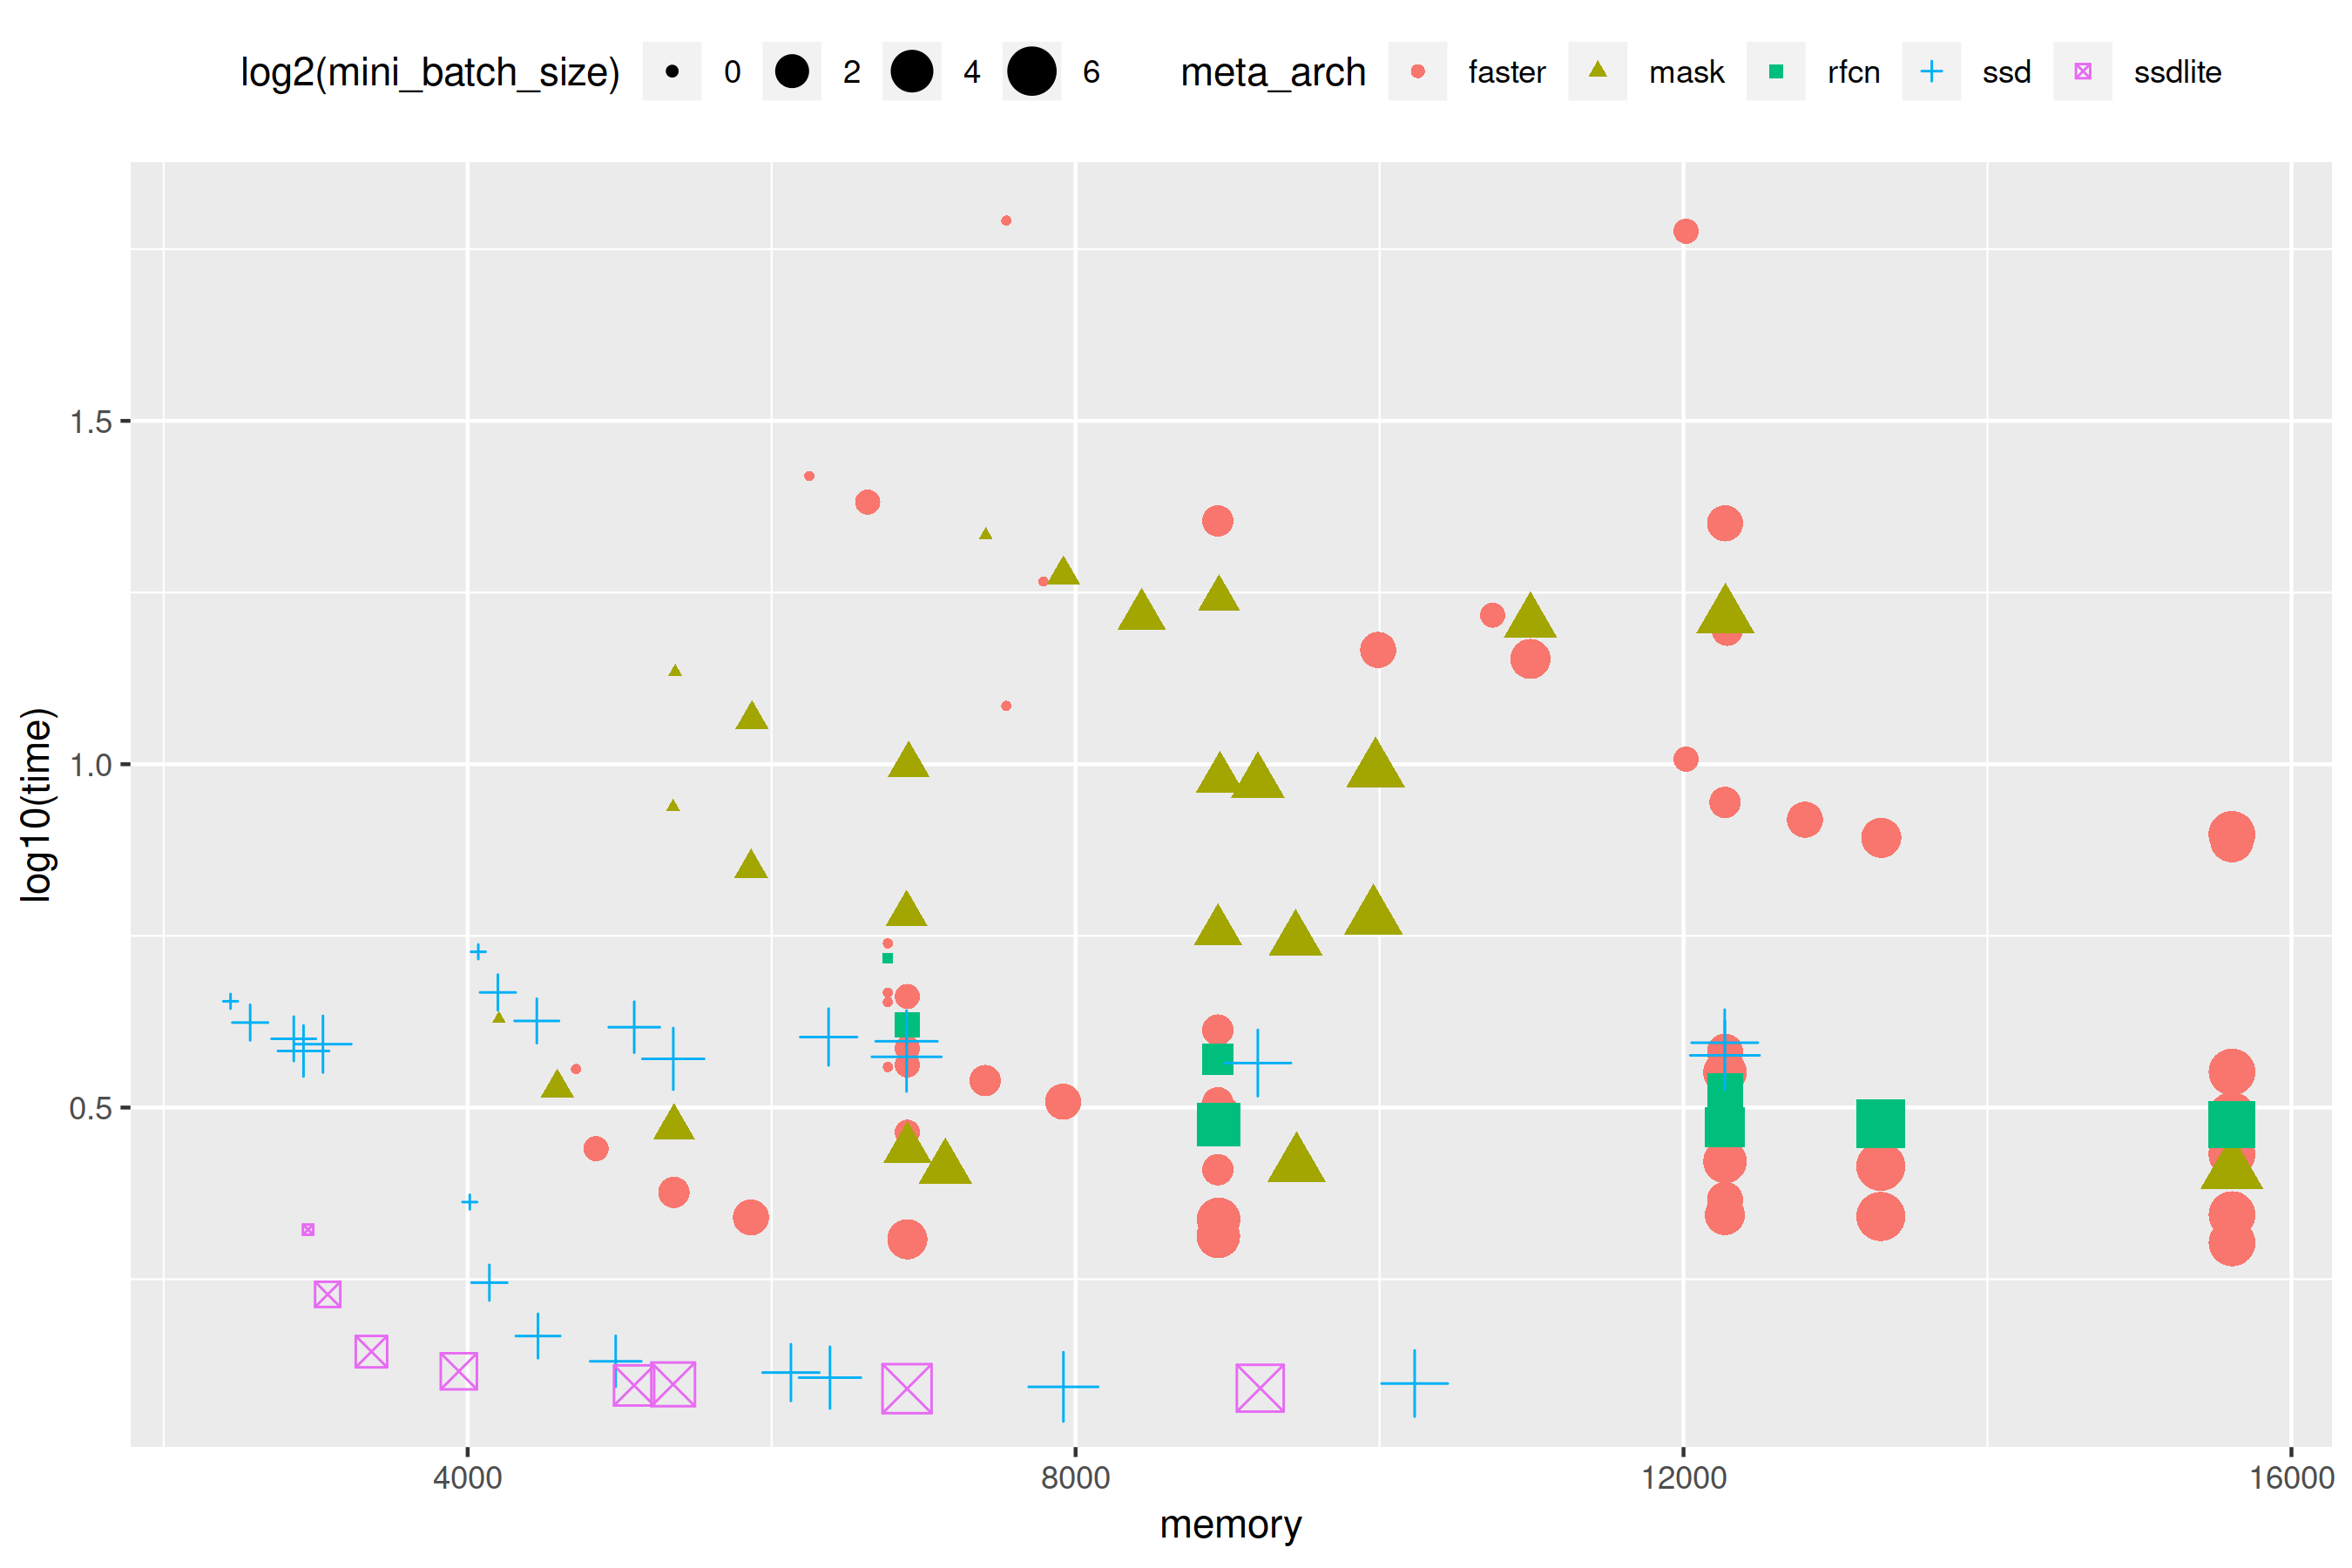 log2(mini_batch_size) 0 2 4 6 meta_arch faster mask rfcn ssd ssdlite
1.5
1.0
0.5
log10(time)
4000 8000 12000 16000
memory